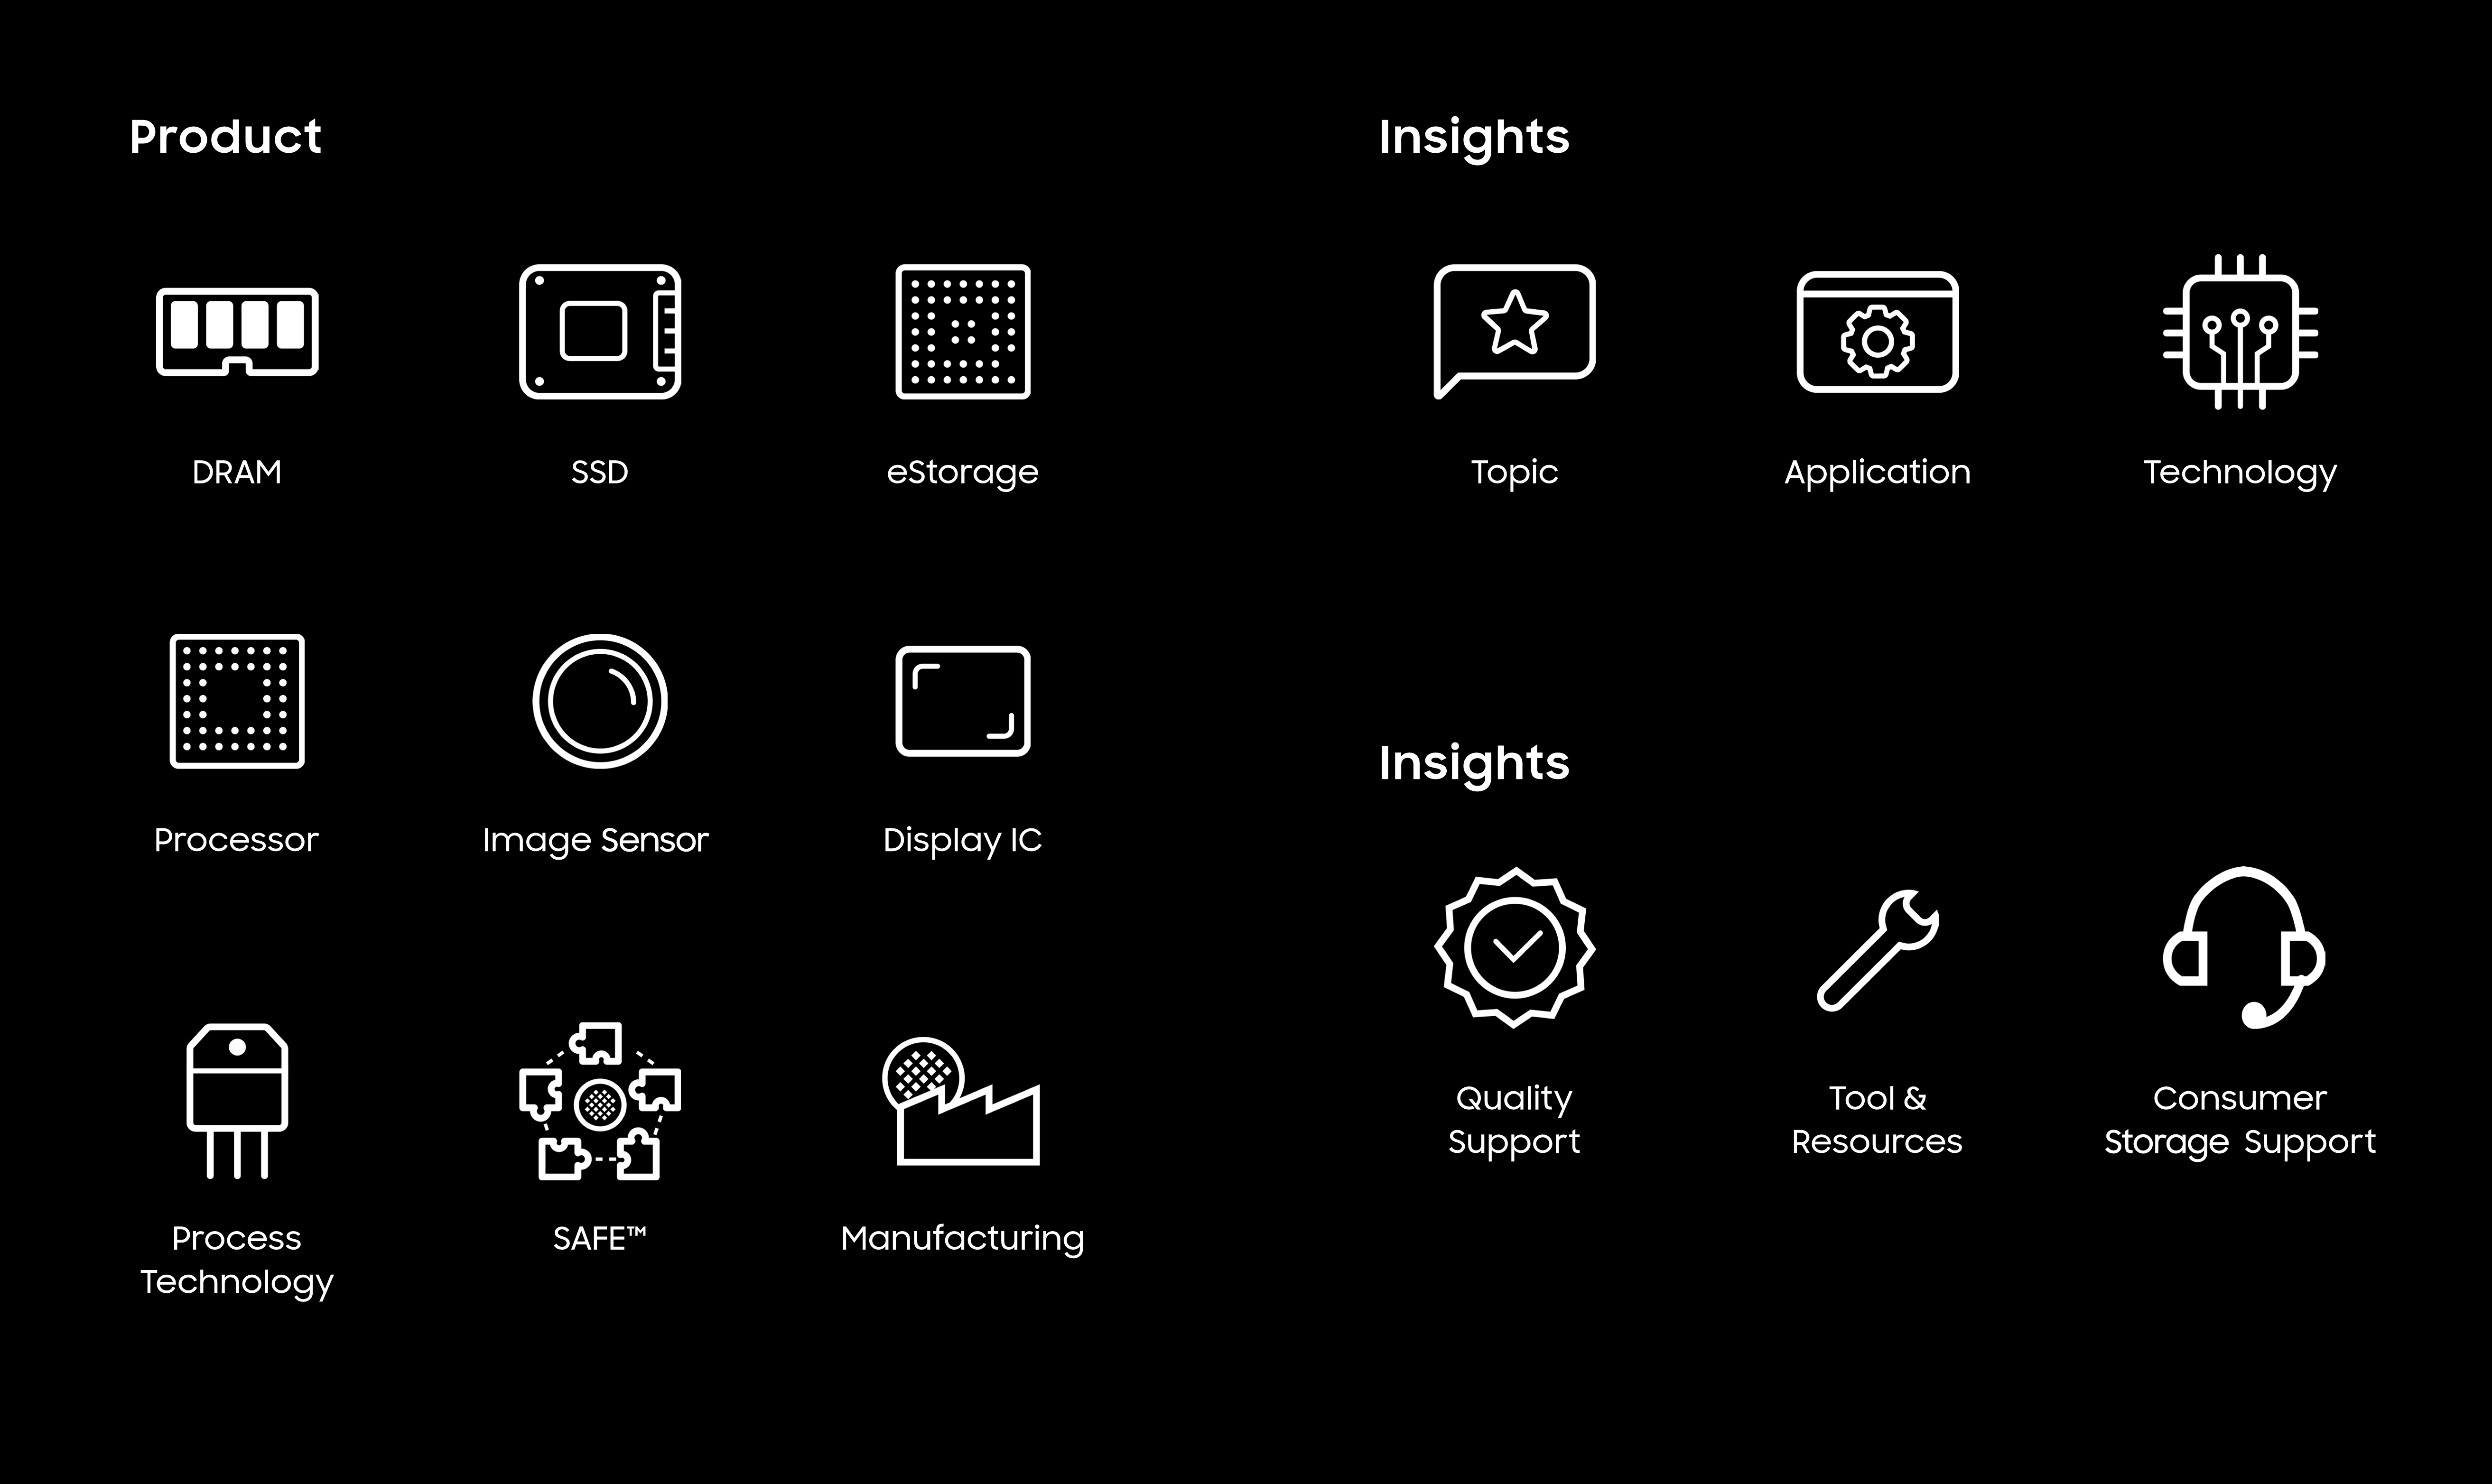 Product
DRAM
SSD
eStorage
Processor
Image Sensor
Display IC
Process
Technology
SAFE™
Manufacturing
Insights
Topic
Application
Technology
Insights
Quality
Support
Tool &
Resources
Consumer
Storage Support